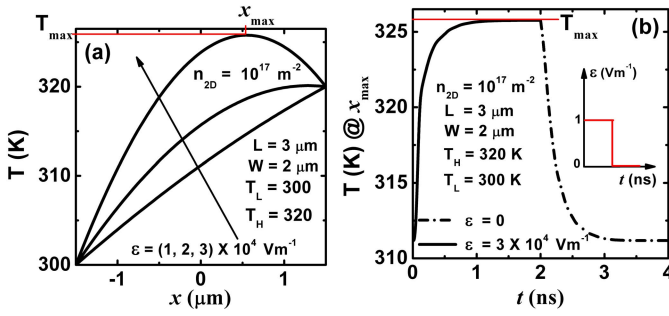 x_max
T_max
(a)
n_2D = 10^17 m^-2
L = 3 μm
W = 2 μm
T_L = 300
T_H = 320
ε = (1, 2, 3) X 10^4 Vm^-1
T (K)
320
310
300
-1 0 1
x (μm)
T_max
(b)
n_2D = 10^17 m^-2
L = 3 μm
W = 2 μm
T_H = 320 K
T_L = 300 K
ε (Vm^-1)
1
0
t (ns)
ε = 0
ε = 3 X 10^4 Vm^-1
T (K) @ x_max
325
320
315
310
0 1 2 3 4
t (ns)